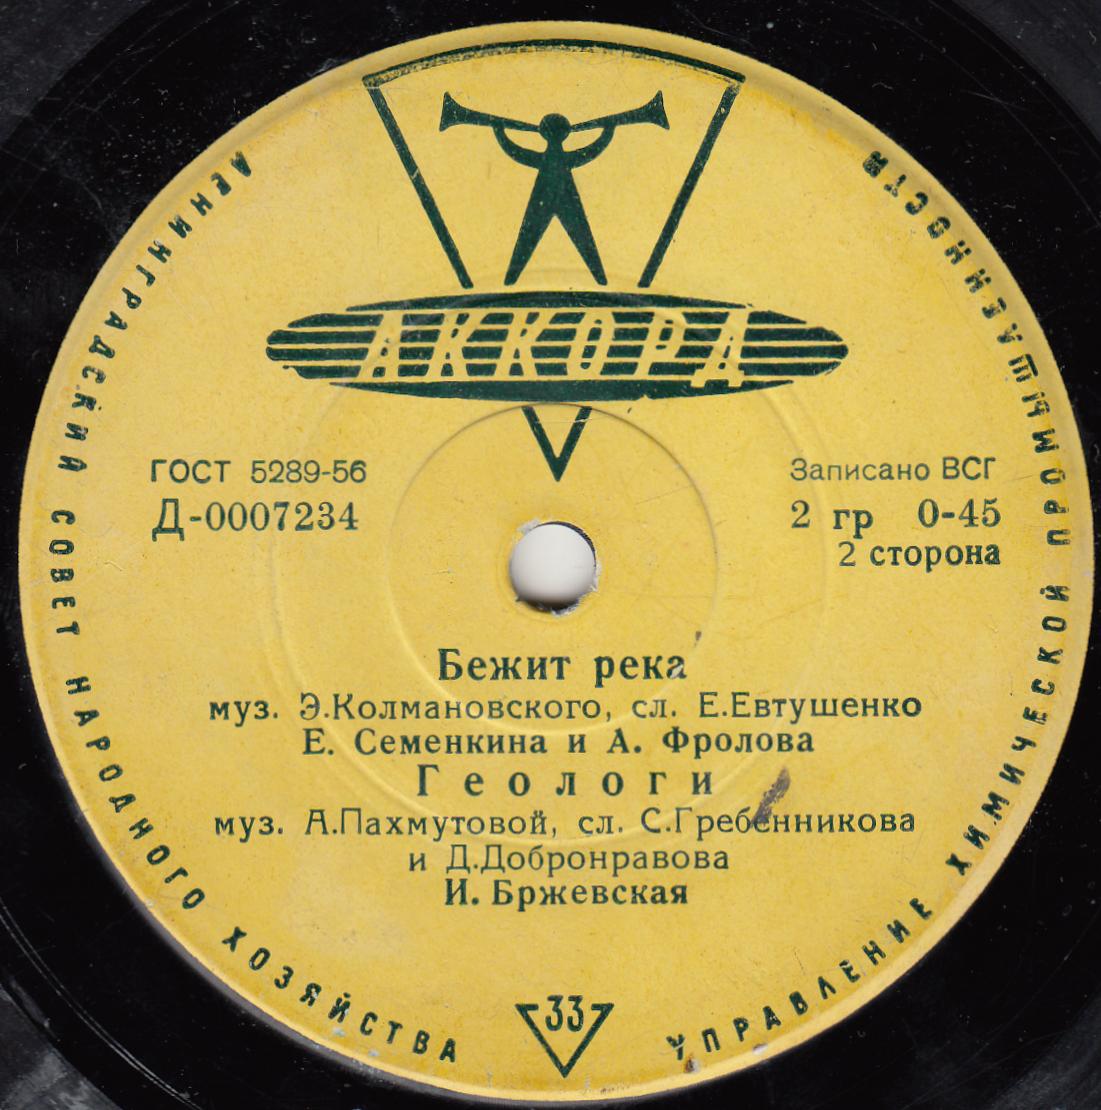 АККОРД
ЛЕНИНГРАДСКИЙ СОВЕТ НАРОДНОГО ХОЗЯЙСТВА
УПРАВЛЕНИЕ ХИМИЧЕСКОЙ ПРОМЫШЛЕННОСТИ
ГОСТ 5289-56
Д-0007234
Записано ВСГ
2 гр 0-45
2 сторона
Бежит река
муз. Э.Колмановского, сл. Е.Евтушенко
Е. Семенкина и А. Фролова
Геологи
муз. А.Пахмутовой, сл. С.Гребенникова
и Д.Добронравова
И. Бржевская
33